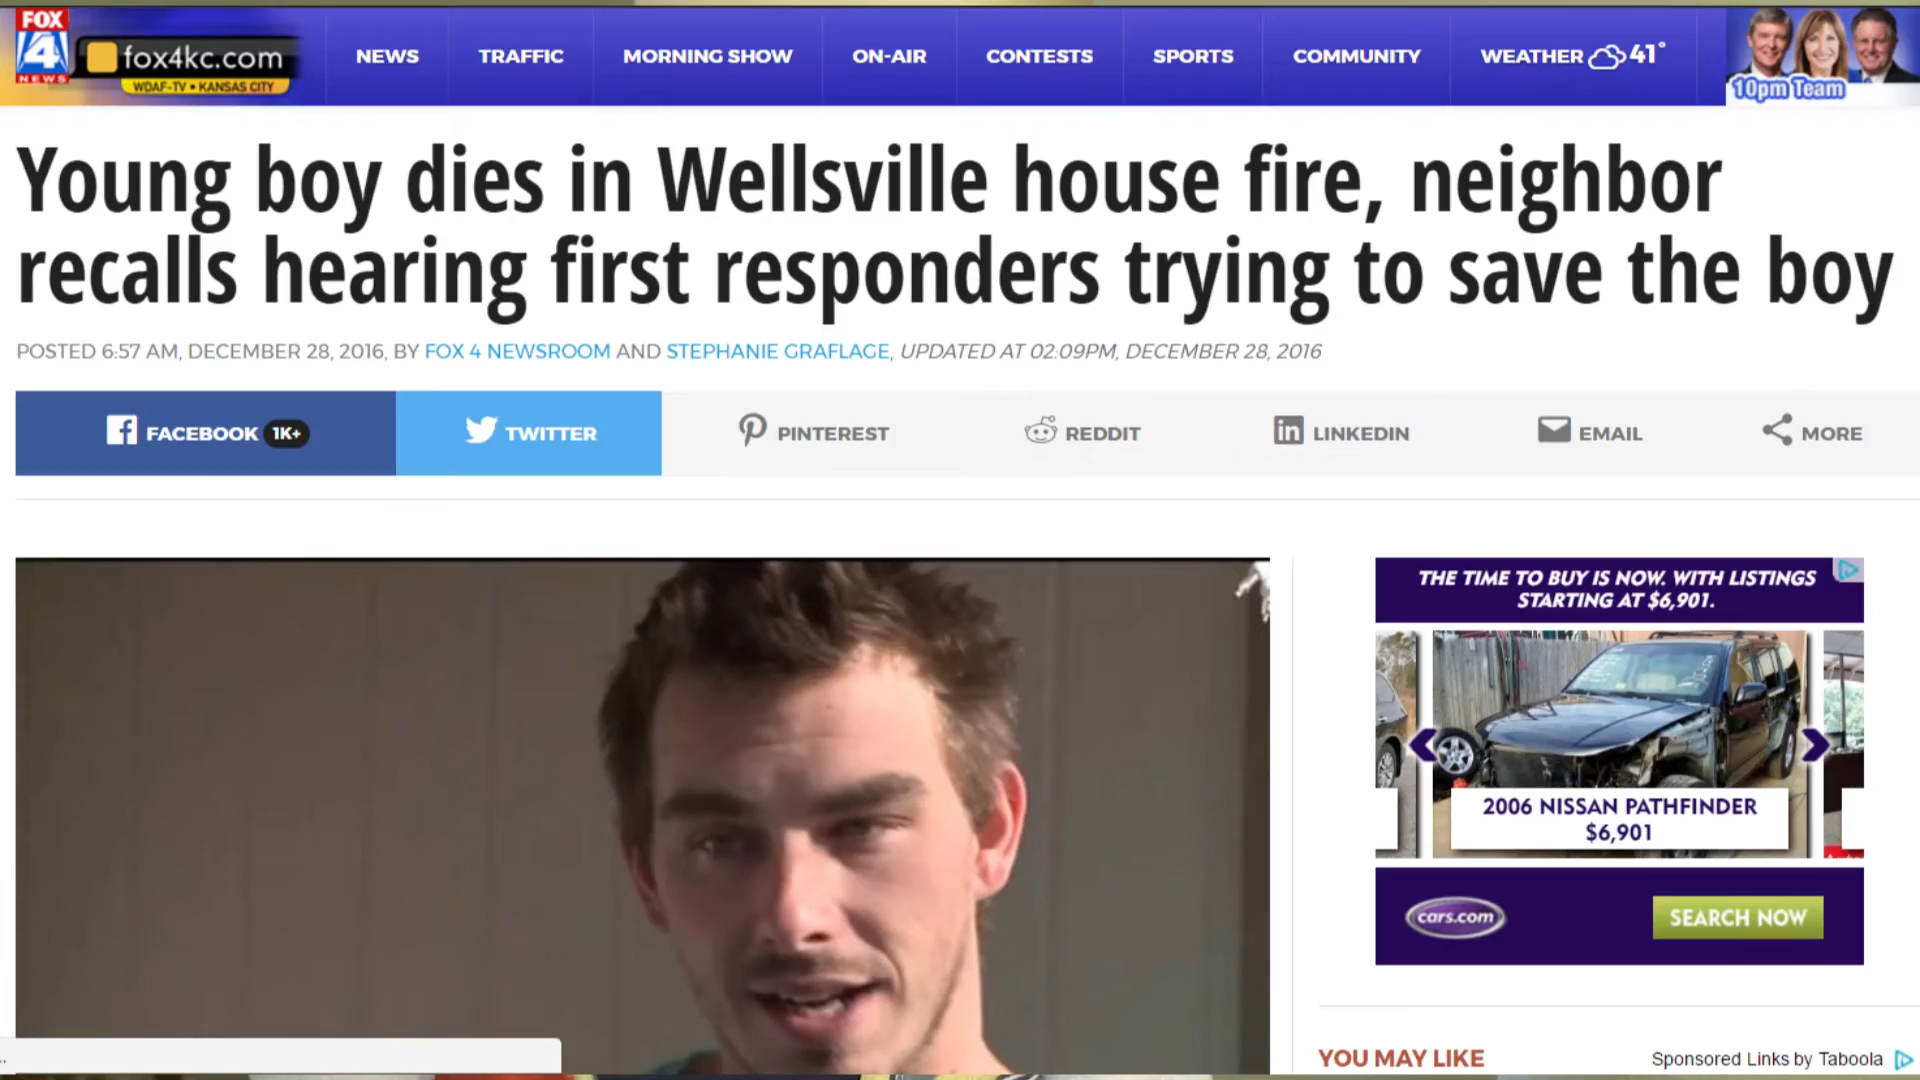 FOX
4
NEWS
fox4kc.com
WDAF-TV • KANSAS CITY
NEWS
TRAFFIC
MORNING SHOW
ON-AIR
CONTESTS
SPORTS
COMMUNITY
WEATHER 41°
10pm Team
Young boy dies in Wellsville house fire, neighbor
recalls hearing first responders trying to save the boy
POSTED 6:57 AM, DECEMBER 28, 2016, BY FOX 4 NEWSROOM AND STEPHANIE GRAFLAGE, UPDATED AT 02:09PM, DECEMBER 28, 2016
FACEBOOK 1K+
TWITTER
PINTEREST
REDDIT
LINKEDIN
EMAIL
MORE
THE TIME TO BUY IS NOW. WITH LISTINGS
STARTING AT $6,901.
2006 NISSAN PATHFINDER
$6,901
cars.com
SEARCH NOW
YOU MAY LIKE
Sponsored Links by Taboola